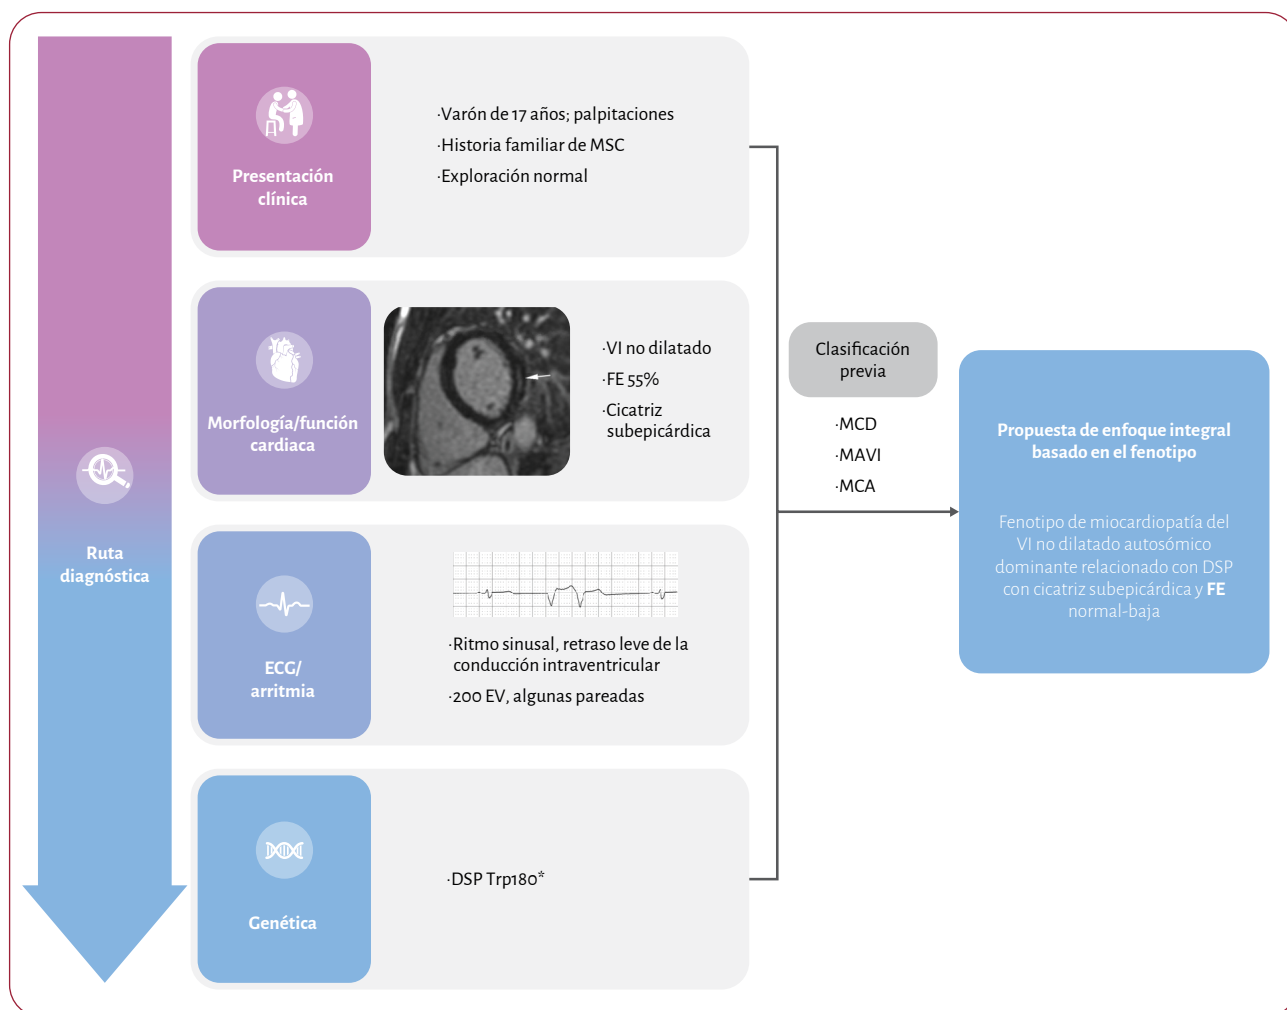 Ruta
diagnóstica
Presentación
clínica
·Varón de 17 años; palpitaciones
·Historia familiar de MSC
·Exploración normal
Morfología/función
cardiaca
·VI no dilatado
·FE 55%
·Cicatriz
subepicárdica
ECG/
arritmia
·Ritmo sinusal, retraso leve de la
conducción intraventricular
·200 EV, algunas pareadas
Genética
·DSP Trp180*
Clasificación
previa
·MCD
·MAVI
·MCA
Propuesta de enfoque integral
basado en el fenotipo
Fenotipo de miocardiopatía del
VI no dilatado autosómico
dominante relacionado con DSP
con cicatriz subepicárdica y FE
normal-baja